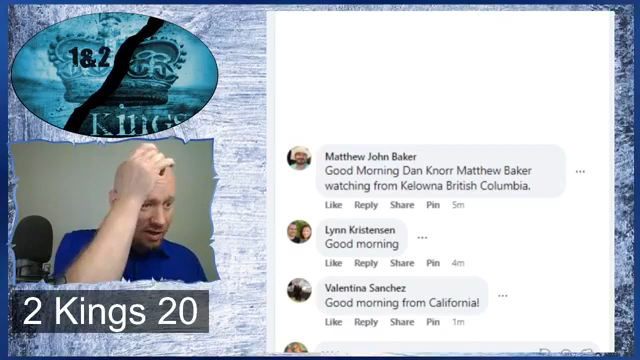 1&2
Kings
2 Kings 20
Matthew John Baker
Good Morning Dan Knorr Matthew Baker
watching from Kelowna British Columbia.
Like Reply Share Pin 5m
Lynn Kristensen
Good morning
Like Reply Share Pin 4m
Valentina Sanchez
Good morning from California!
Like Reply Share Pin 1m